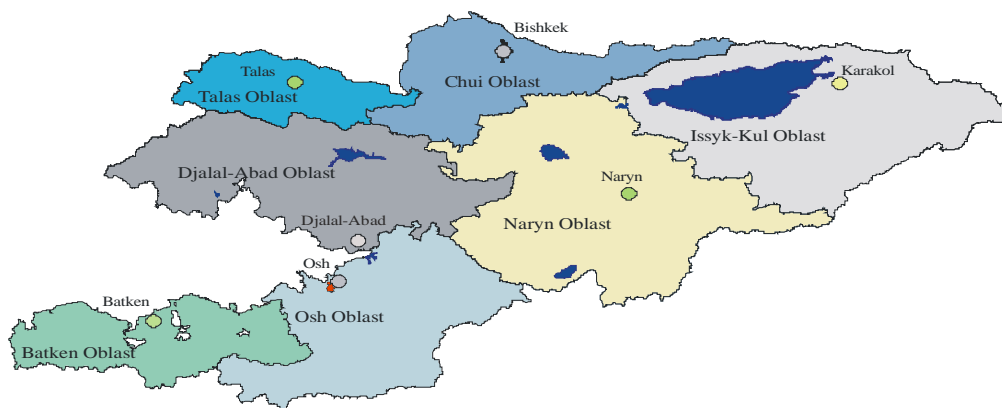 Bishkek
Talas
Karakol
Chui Oblast
Talas Oblast
Issyk-Kul Oblast
Djalal-Abad Oblast
Naryn
Djalal-Abad
Naryn Oblast
Osh
Batken
Osh Oblast
Batken Oblast